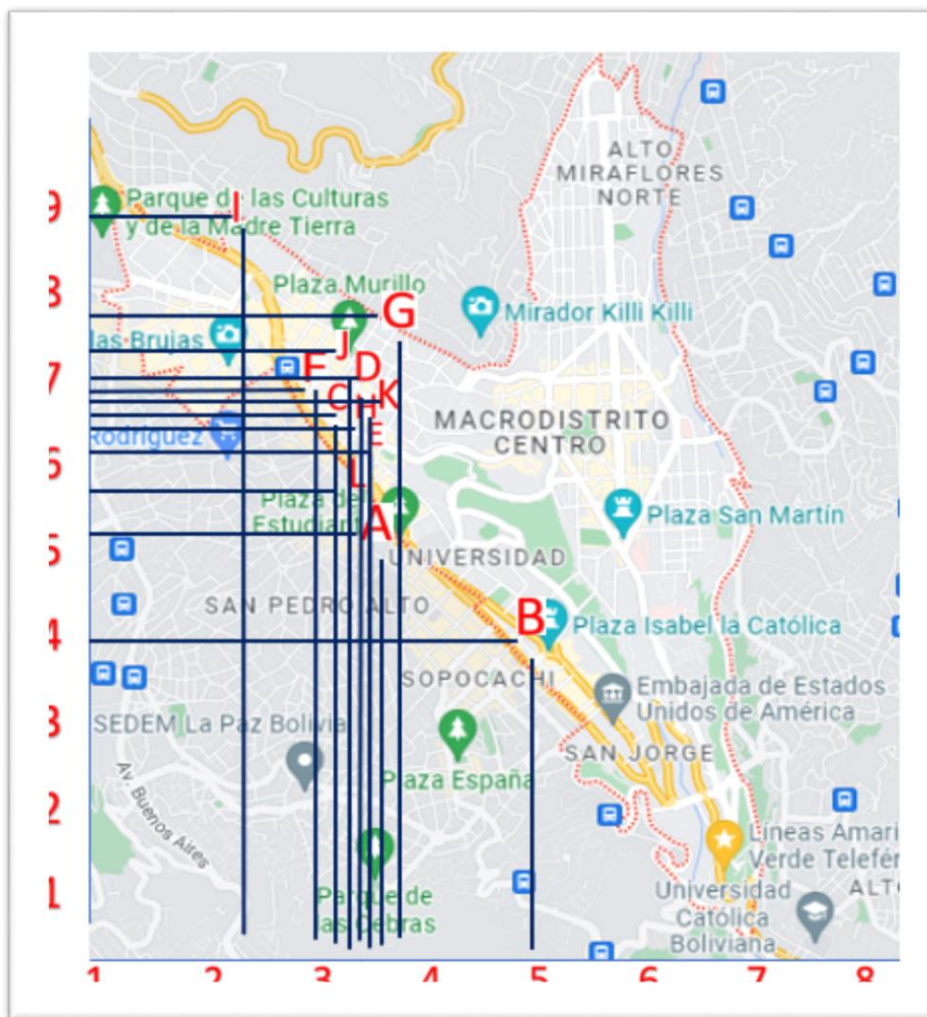 ALTO
MIRAFLORES
NORTE
9
Parque de las Culturas
y de la Madre Tierra
I
8
Plaza Murillo
G
Mirador Killi Killi
las Brujas
J
7
F
D
C
K
H
MACRODISTRITO
CENTRO
E
Rodriguez
6
L
Plaza del
Estudiante
A
Plaza San Martín
5
UNIVERSIDAD
SAN PEDRO ALTO
B
4
Plaza Isabel la Católica
SOPOCACHI
Embajada de Estados
Unidos de América
3
SEDEM La Paz Bolivia
SAN JORGE
Plaza España
Av. Buenos Aires
2
Líneas Amari
Verde Telefér
1
Parque de
las Cebras
Universidad
Católica
Boliviana
ALTO
1 2 3 4 5 6 7 8